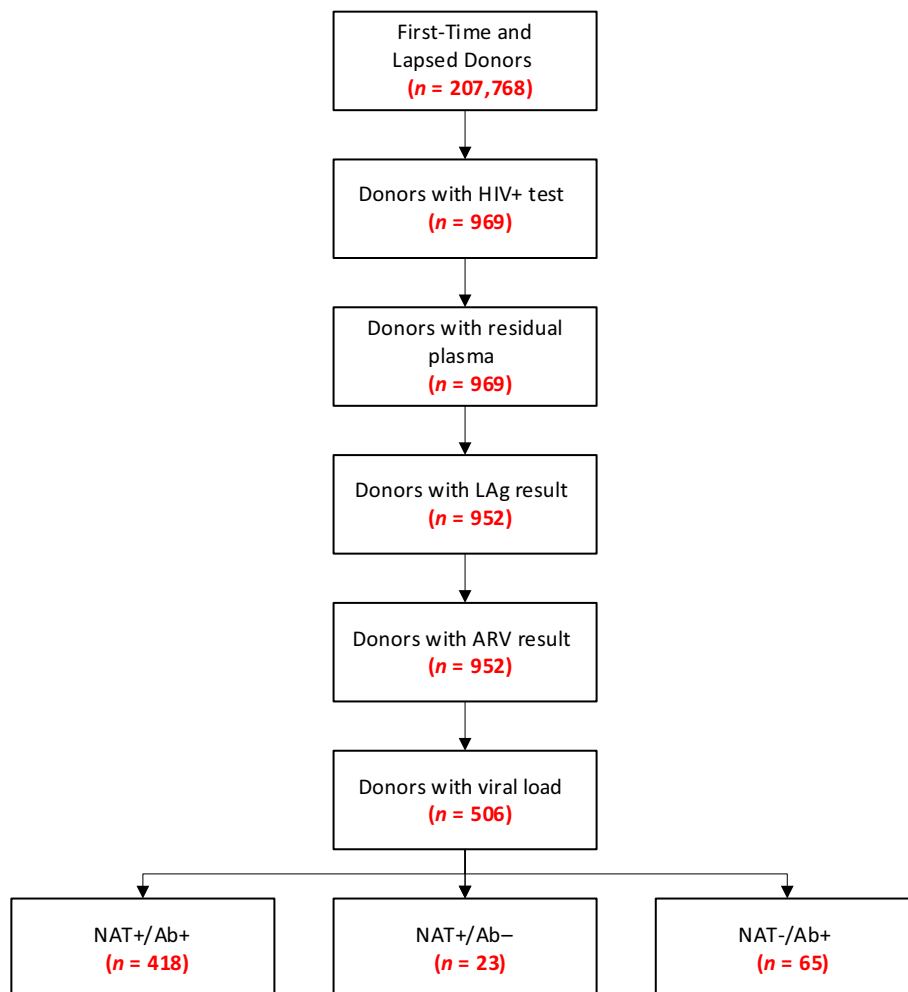 First-Time and
Lapsed Donors
(n = 207,768)
Donors with HIV+ test
(n = 969)
Donors with residual
plasma
(n = 969)
Donors with LAg result
(n = 952)
Donors with ARV result
(n = 952)
Donors with viral load
(n = 506)
NAT+/Ab+
(n = 418)
NAT+/Ab–
(n = 23)
NAT-/Ab+
(n = 65)